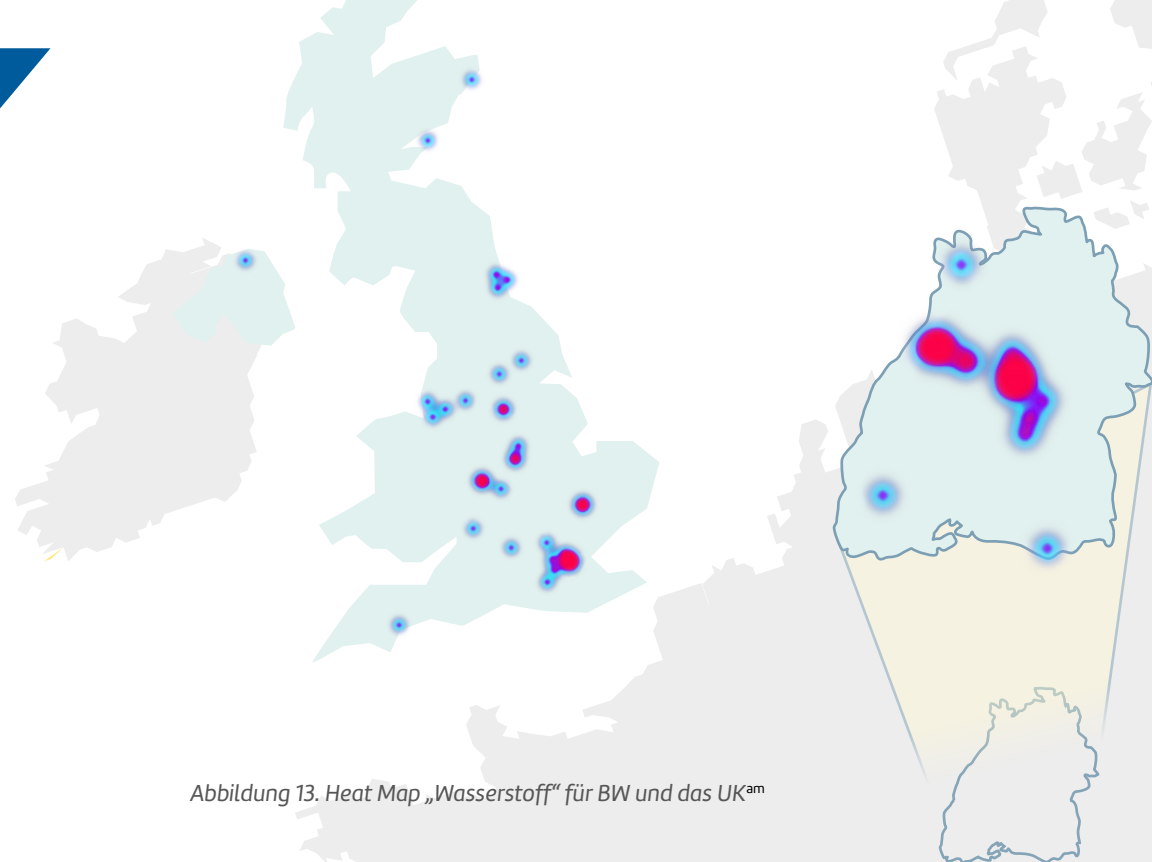 Abbildung 13. Heat Map „Wasserstoff“ für BW und das UKᵃᵐ